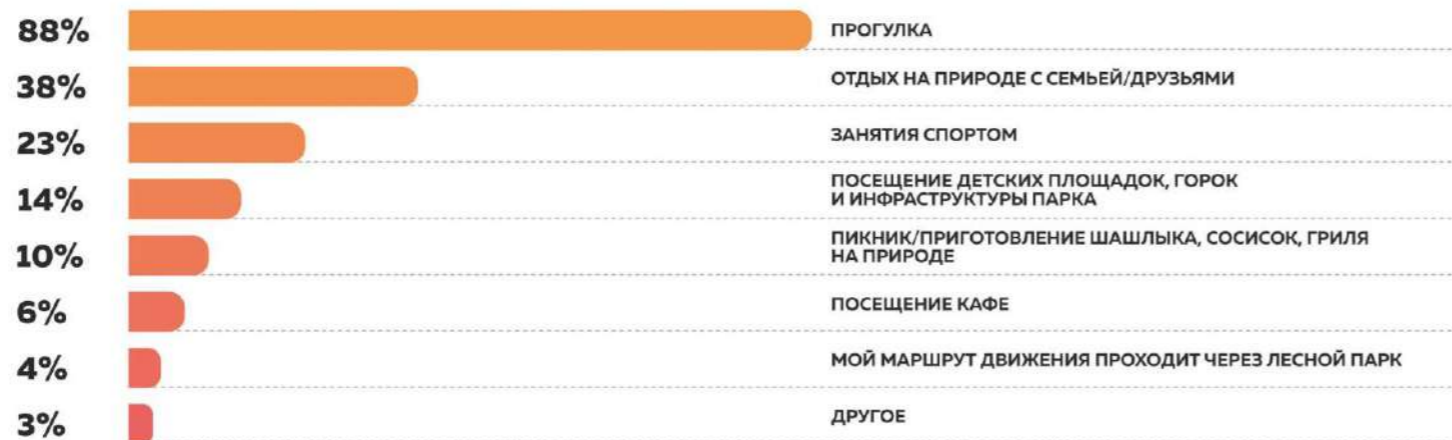 88% ПРОГУЛКА
38% ОТДЫХ НА ПРИРОДЕ С СЕМЬЕЙ/ДРУЗЬЯМИ
23% ЗАНЯТИЯ СПОРТОМ
14% ПОСЕЩЕНИЕ ДЕТСКИХ ПЛОЩАДОК, ГОРОК
И ИНФРАСТРУКТУРЫ ПАРКА
10% ПИКНИК/ПРИГОТОВЛЕНИЕ ШАШЛЫКА, СОСИСОК, ГРИЛЯ
НА ПРИРОДЕ
6% ПОСЕЩЕНИЕ КАФЕ
4% МОЙ МАРШРУТ ДВИЖЕНИЯ ПРОХОДИТ ЧЕРЕЗ ЛЕСНОЙ ПАРК
3% ДРУГОЕ